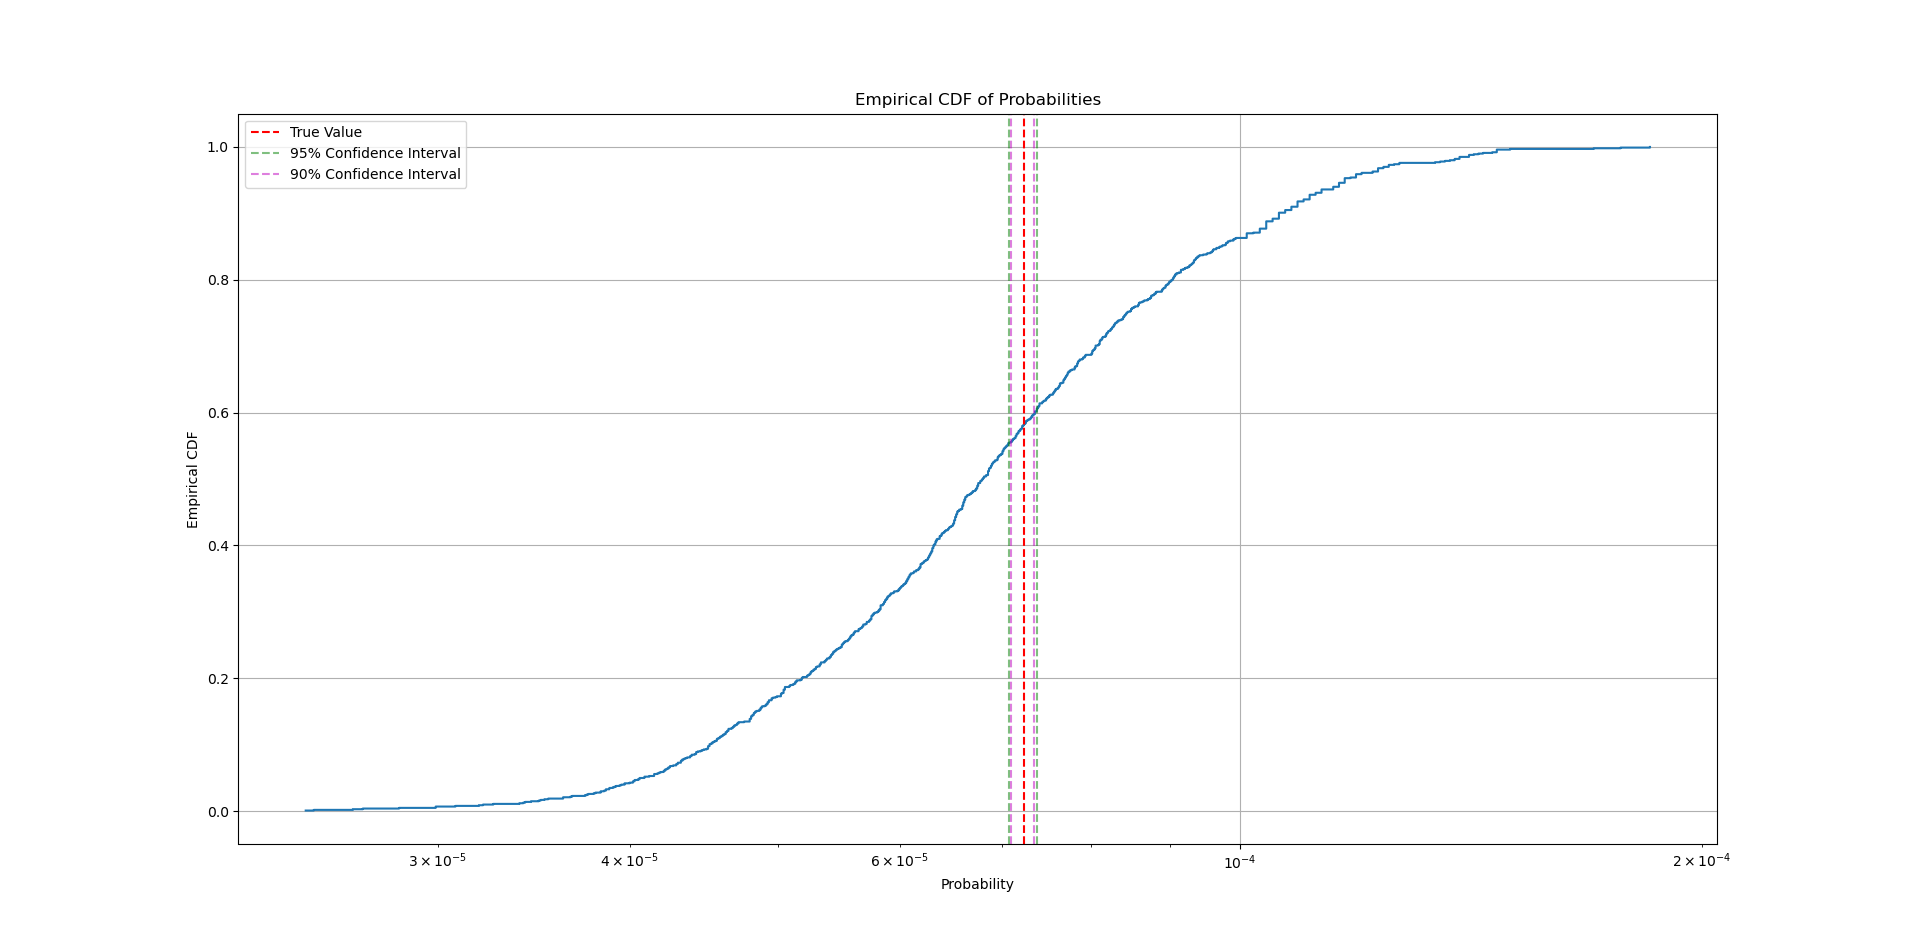 Empirical CDF of Probabilities
True Value
95% Confidence Interval
90% Confidence Interval
1.0
0.8
0.6
0.4
0.2
0.0
Empirical CDF
3 × 10⁻⁵
4 × 10⁻⁵
6 × 10⁻⁵
10⁻⁴
2 × 10⁻⁴
Probability